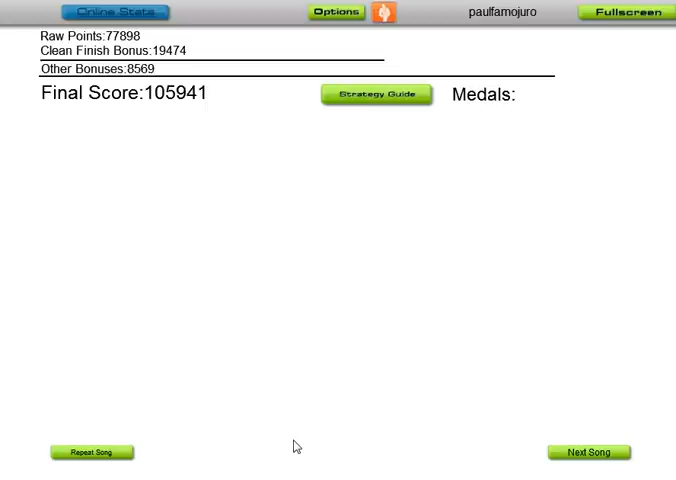 Online Stats
Options
paulfamojuro
Fullscreen
Raw Points:77898
Clean Finish Bonus:19474
Other Bonuses:8569
Final Score:105941
Strategy Guide
Medals:
Repeat Song
Next Song